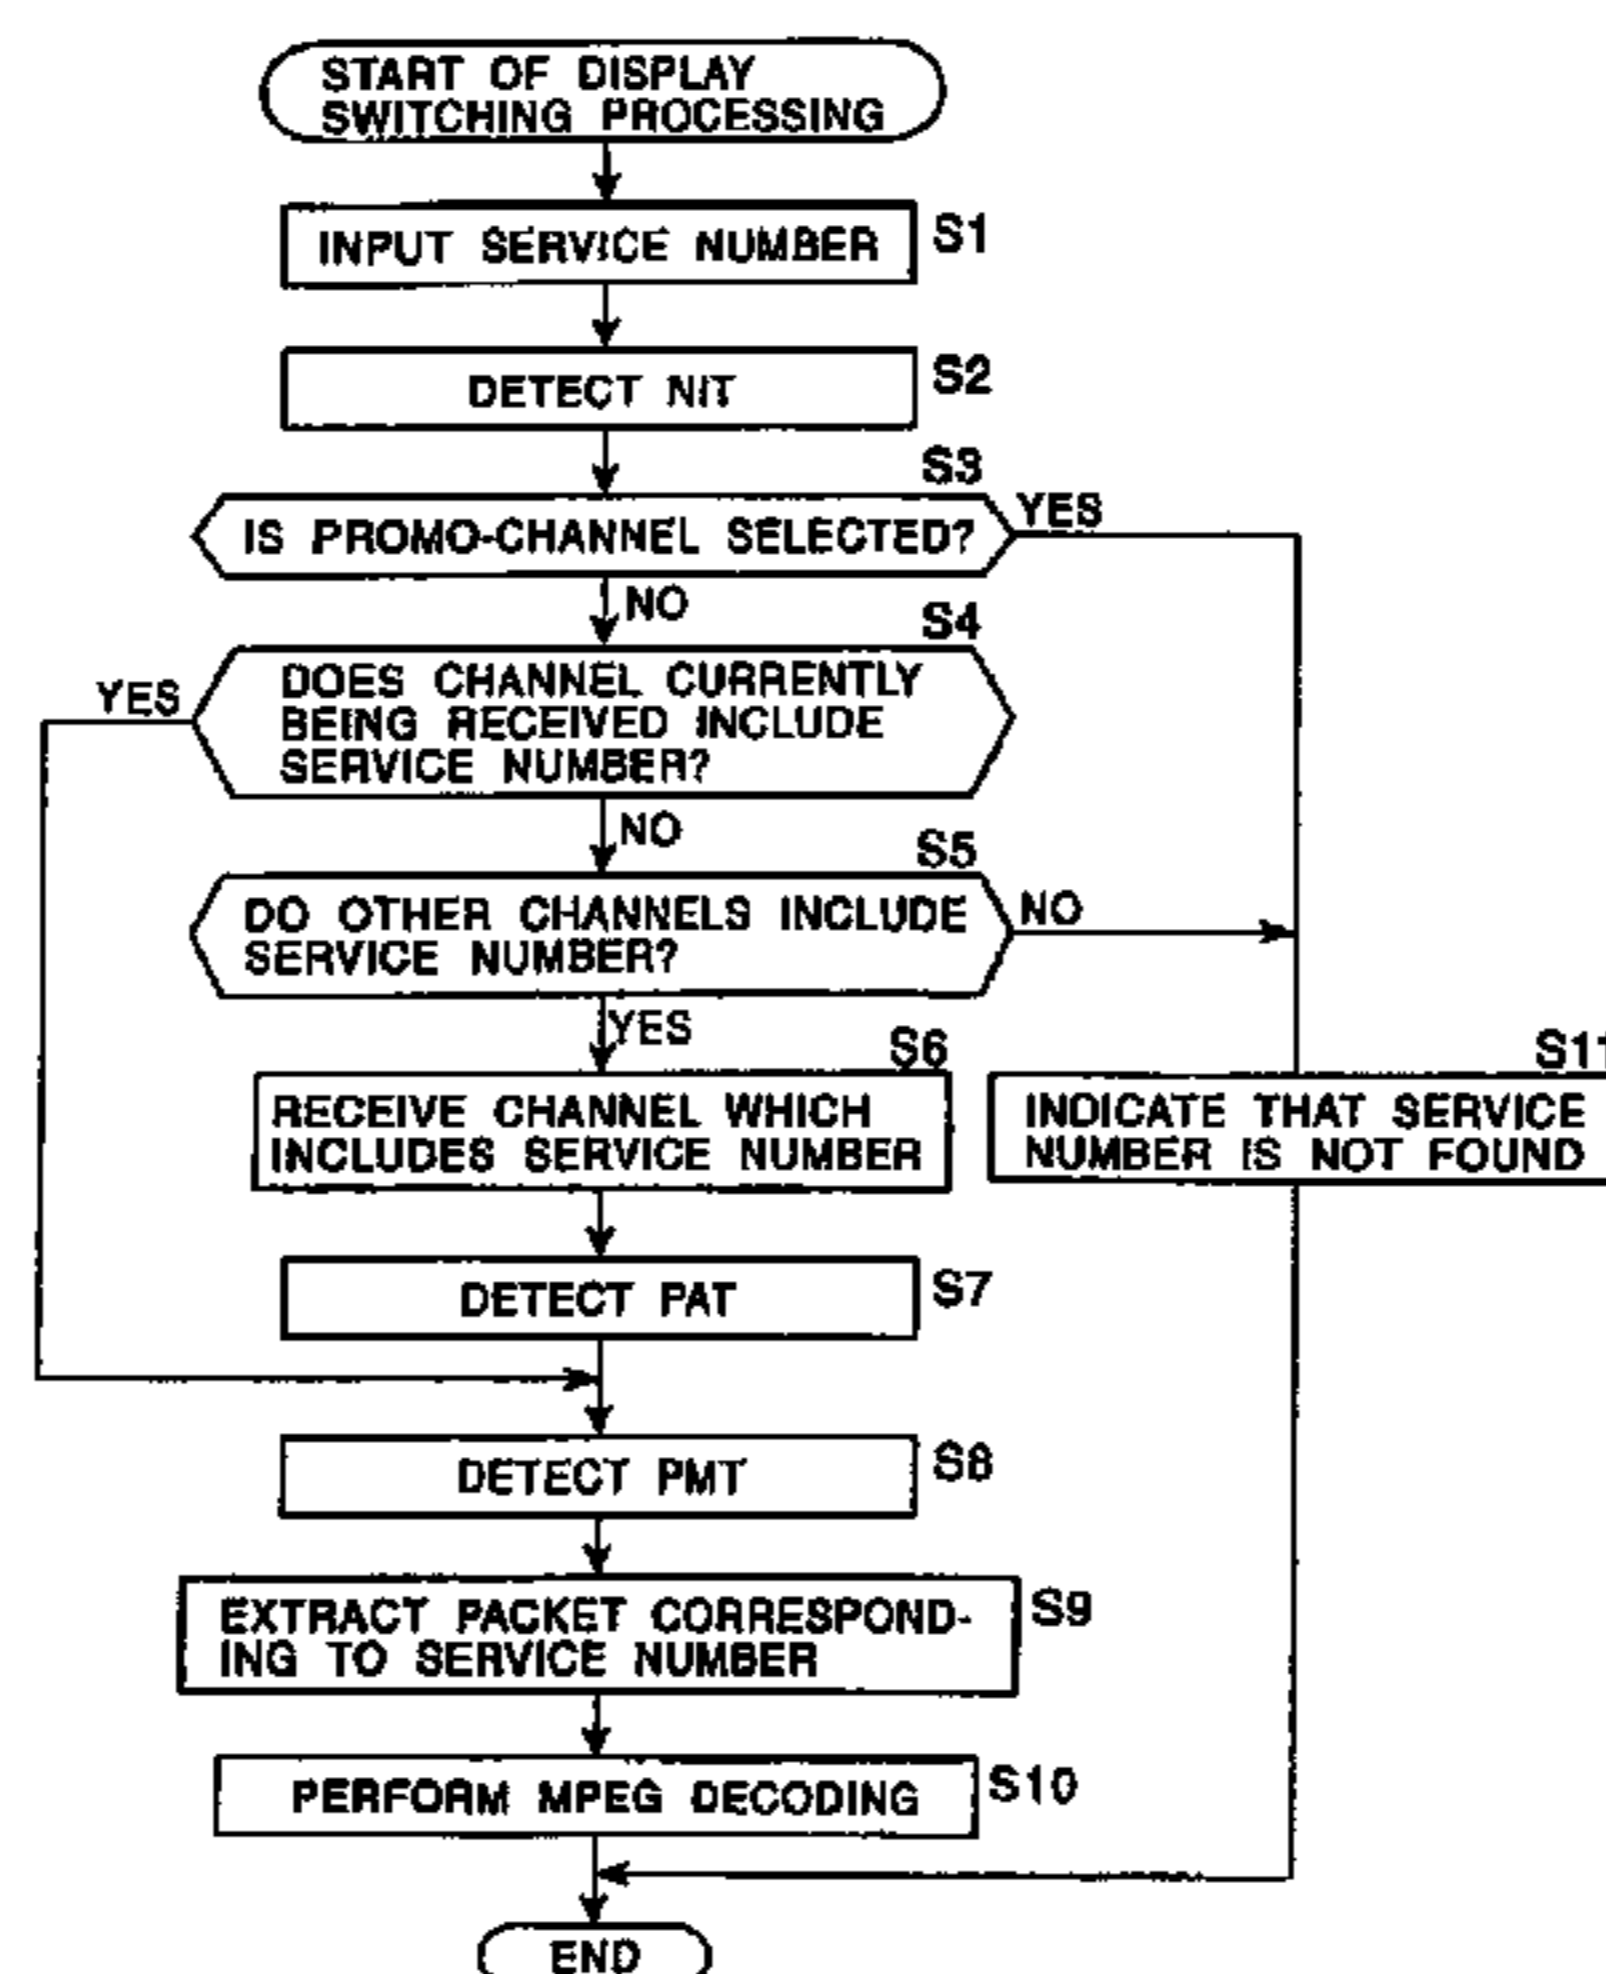 START OF DISPLAY
SWITCHING PROCESSING
INPUT SERVICE NUMBER
S1
DETECT NIT
S2
S3
IS PROMO-CHANNEL SELECTED?
YES
NO
S4
YES
DOES CHANNEL CURRENTLY
BEING RECEIVED INCLUDE
SERVICE NUMBER?
NO
S5
DO OTHER CHANNELS INCLUDE
SERVICE NUMBER?
NO
YES
S6
RECEIVE CHANNEL WHICH
INCLUDES SERVICE NUMBER
S11
INDICATE THAT SERVICE
NUMBER IS NOT FOUND
DETECT PAT
S7
DETECT PMT
S8
EXTRACT PACKET CORRESPOND-
ING TO SERVICE NUMBER
S9
PERFORM MPEG DECODING
S10
END